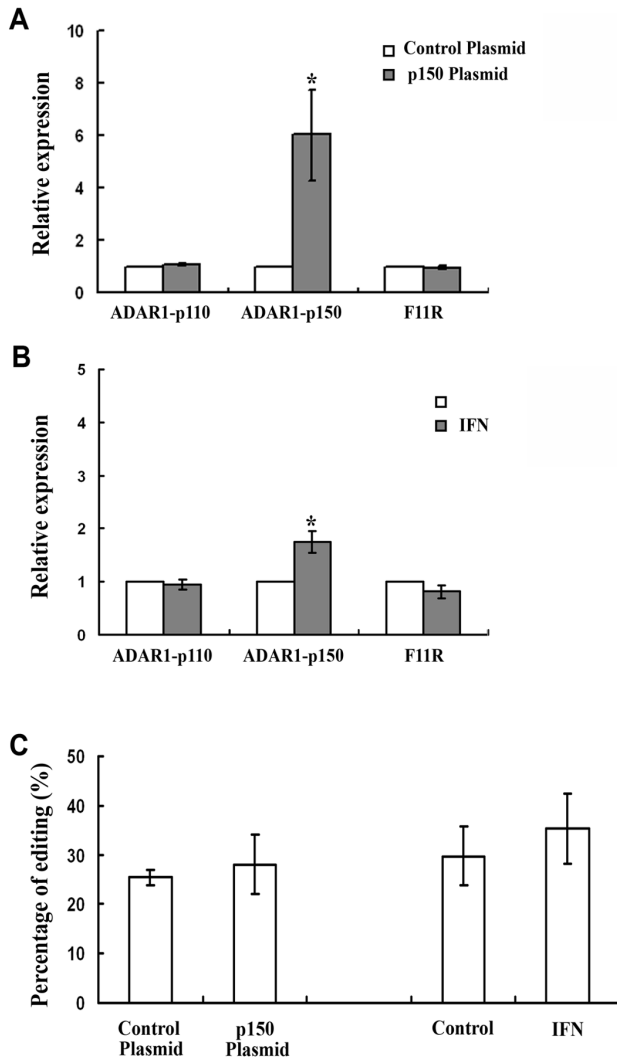 A
Relative expression
10
8
6
4
2
0
Control Plasmid
p150 Plasmid
*
ADAR1-p110
ADAR1-p150
F11R
B
Relative expression
5
4
3
2
1
0
IFN
*
ADAR1-p110
ADAR1-p150
F11R
C
Percentage of editing (%)
50
40
30
20
10
0
Control
Plasmid
p150
Plasmid
Control
IFN